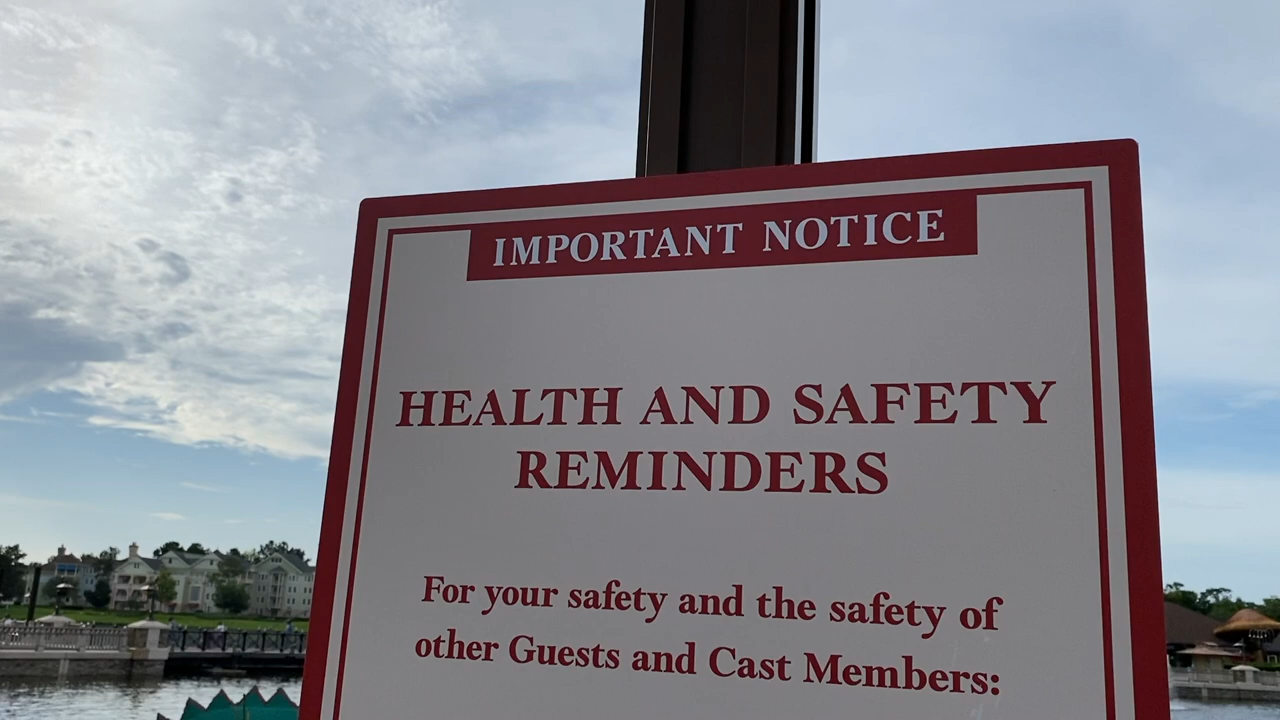 IMPORTANT NOTICE
HEALTH AND SAFETY
REMINDERS
For your safety and the safety of
other Guests and Cast Members: